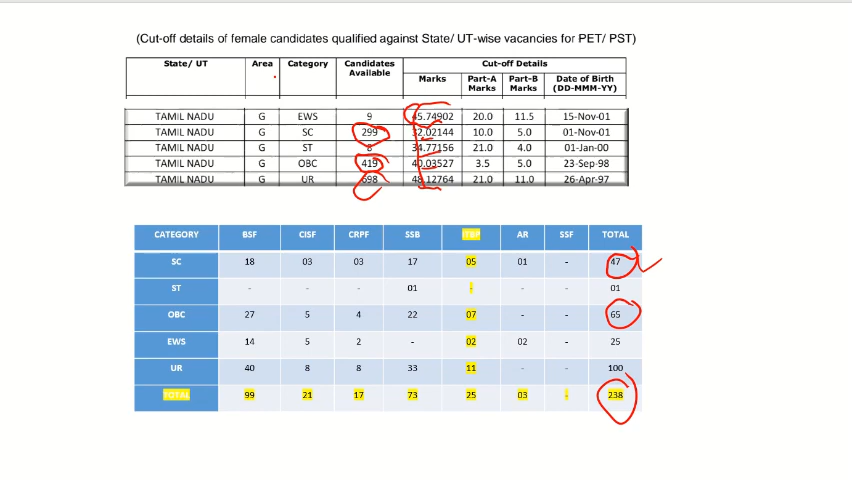 (Cut-off details of female candidates qualified against State/ UT-wise vacancies for PET/ PST)
State/ UT Area Category Candidates Available Cut-off Details
Marks Part-A Marks Part-B Marks Date of Birth (DD-MMM-YY)
TAMIL NADU G EWS 9 45.74902 20.0 11.5 15-Nov-01
TAMIL NADU G SC 299 32.02144 10.0 5.0 01-Nov-01
TAMIL NADU G ST 8 34.77156 21.0 4.0 01-Jan-00
TAMIL NADU G OBC 419 40.03527 3.5 5.0 23-Sep-98
TAMIL NADU G UR 698 48.12764 21.0 11.0 26-Apr-97
CATEGORY BSF CISF CRPF SSB ITBP AR SSF TOTAL
SC 18 03 03 17 05 01 - 47
ST - - - 01 - - - 01
OBC 27 5 4 22 07 - - 65
EWS 14 5 2 - 02 02 - 25
UR 40 8 8 33 11 - - 100
TOTAL 99 21 17 73 25 03 - 238